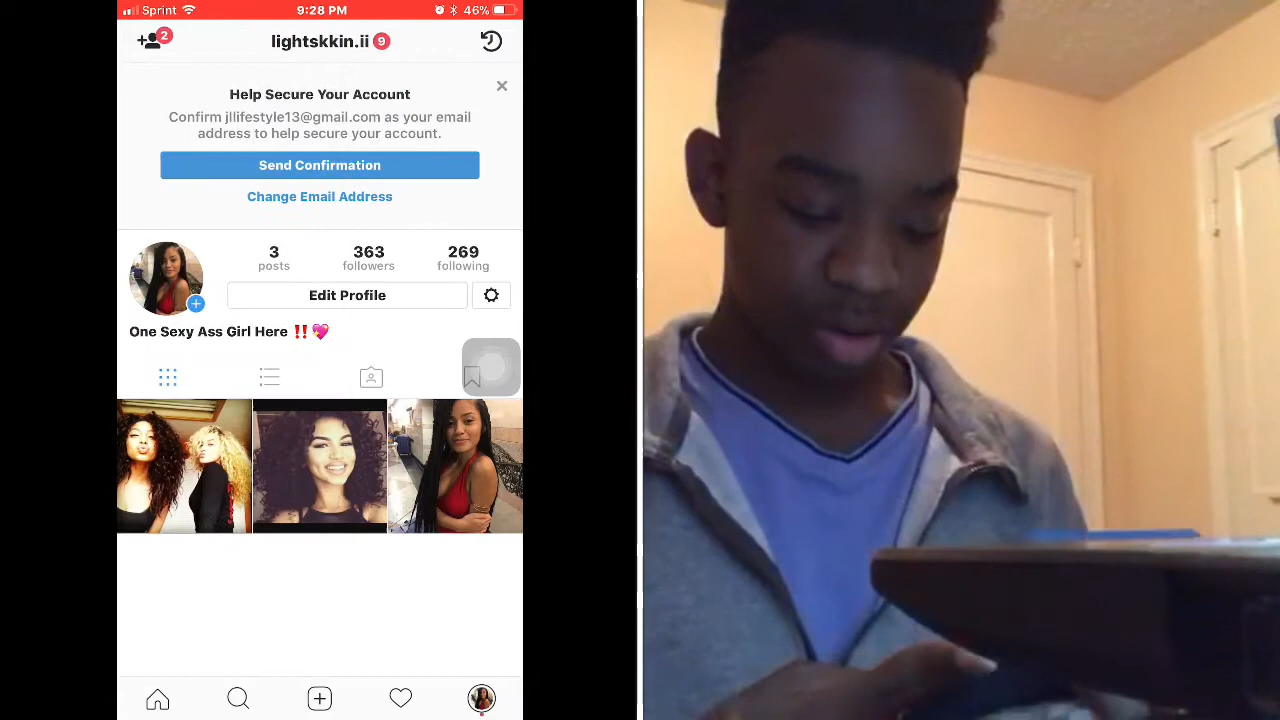 Sprint 9:28 PM 46%
2 lightskkin.ii 9
Help Secure Your Account
Confirm jllifestyle13@gmail.com as your email
address to help secure your account.
Send Confirmation
Change Email Address
3 363 269
posts followers following
Edit Profile
One Sexy Ass Girl Here ‼️💖